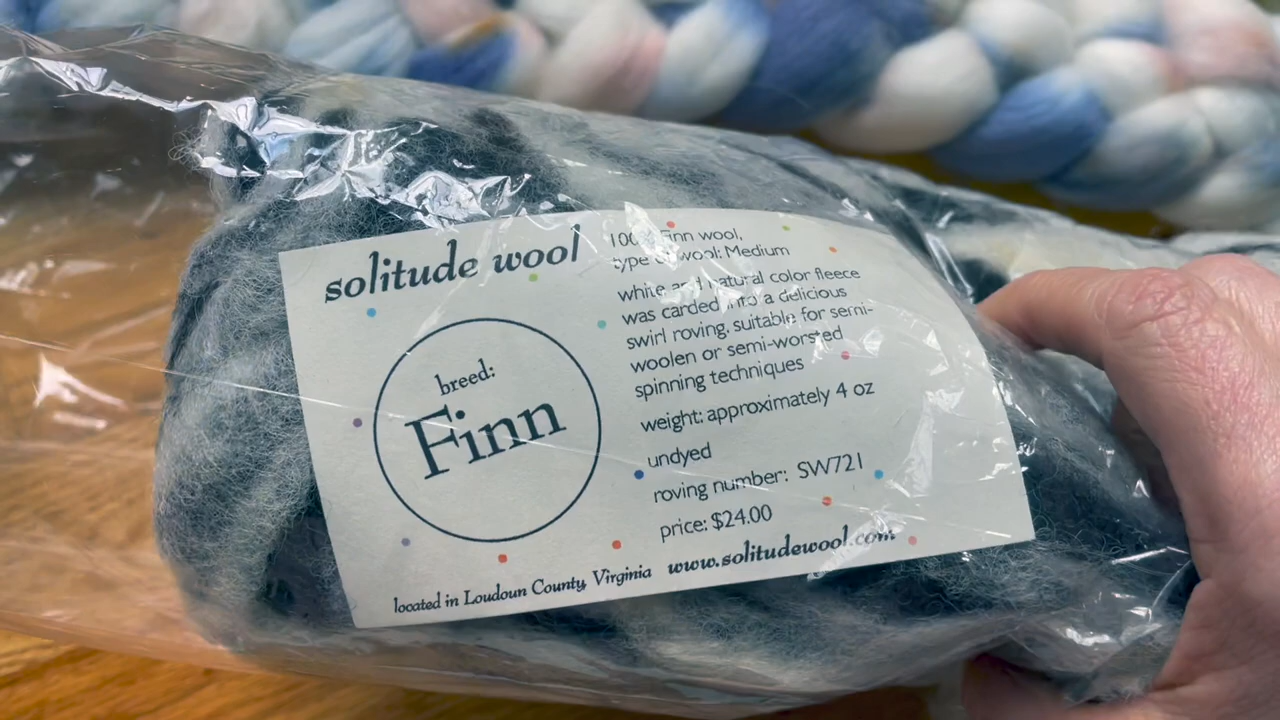 solitude wool
breed:
Finn
100% Finn wool,
type of wool: Medium
white and natural color fleece
was carded into a delicious
swirl roving, suitable for semi-
woolen or semi-worsted
spinning techniques
weight: approximately 4 oz
undyed
roving number: SW721
price: $24.00
located in Loudoun County, Virginia
www.solitudewool.com